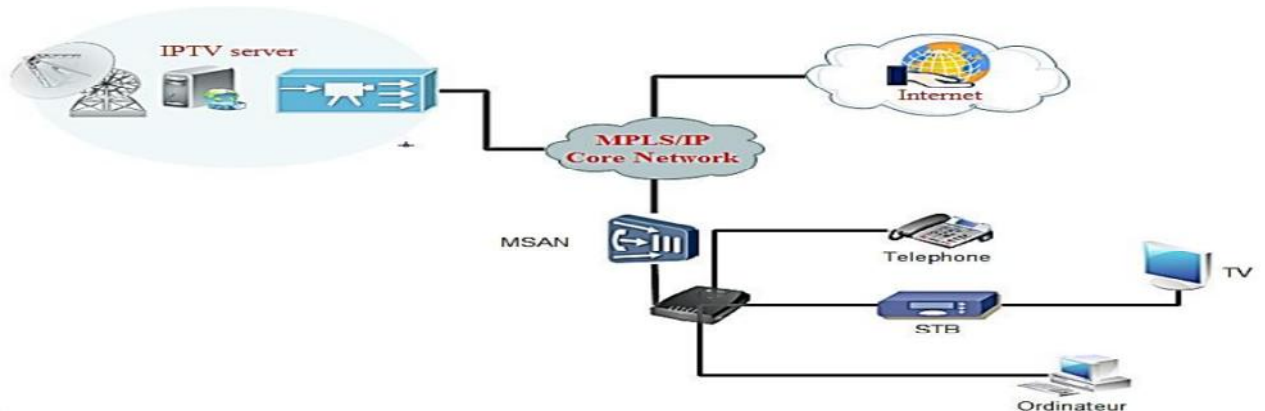 IPTV server
Internet
MPLS/IP
Core Network
MSAN
Telephone
TV
STB
Ordinateur